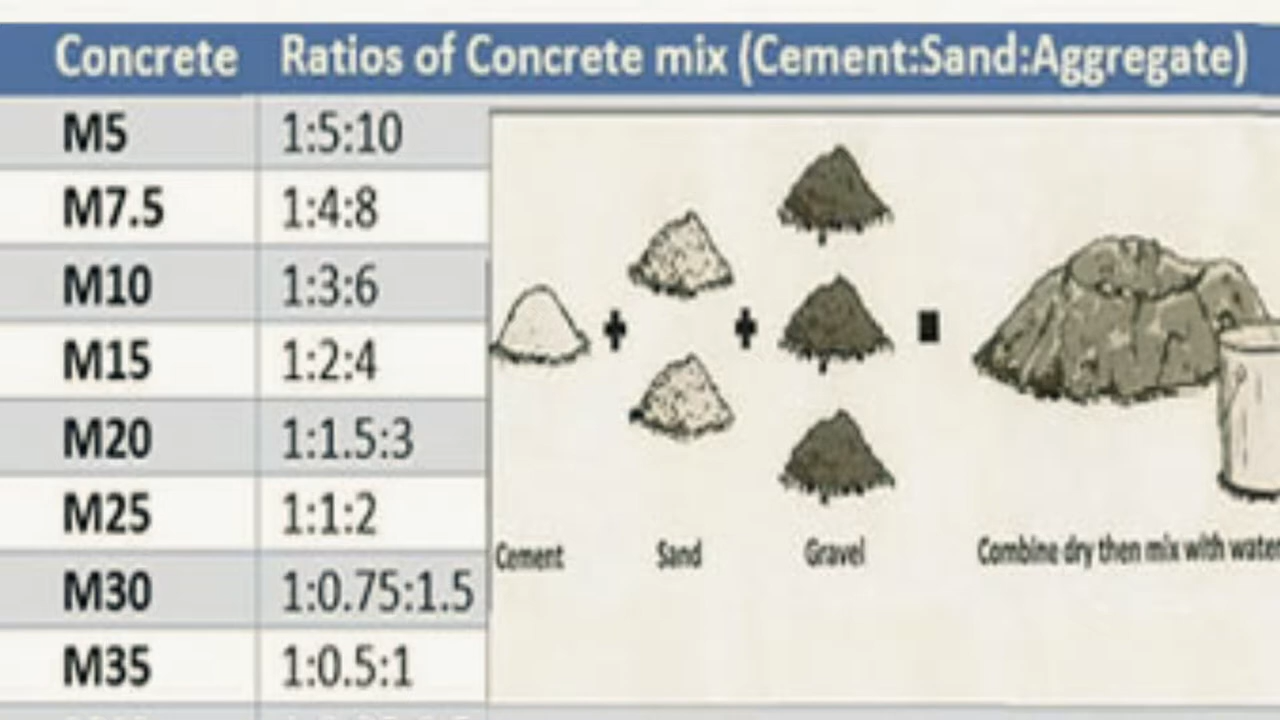 Concrete Ratios of Concrete mix (Cement:Sand:Aggregate)
M5 1:5:10
M7.5 1:4:8
M10 1:3:6
M15 1:2:4
M20 1:1.5:3
M25 1:1:2
M30 1:0.75:1.5
M35 1:0.5:1
Cement Sand Gravel Combine dry then mix with water